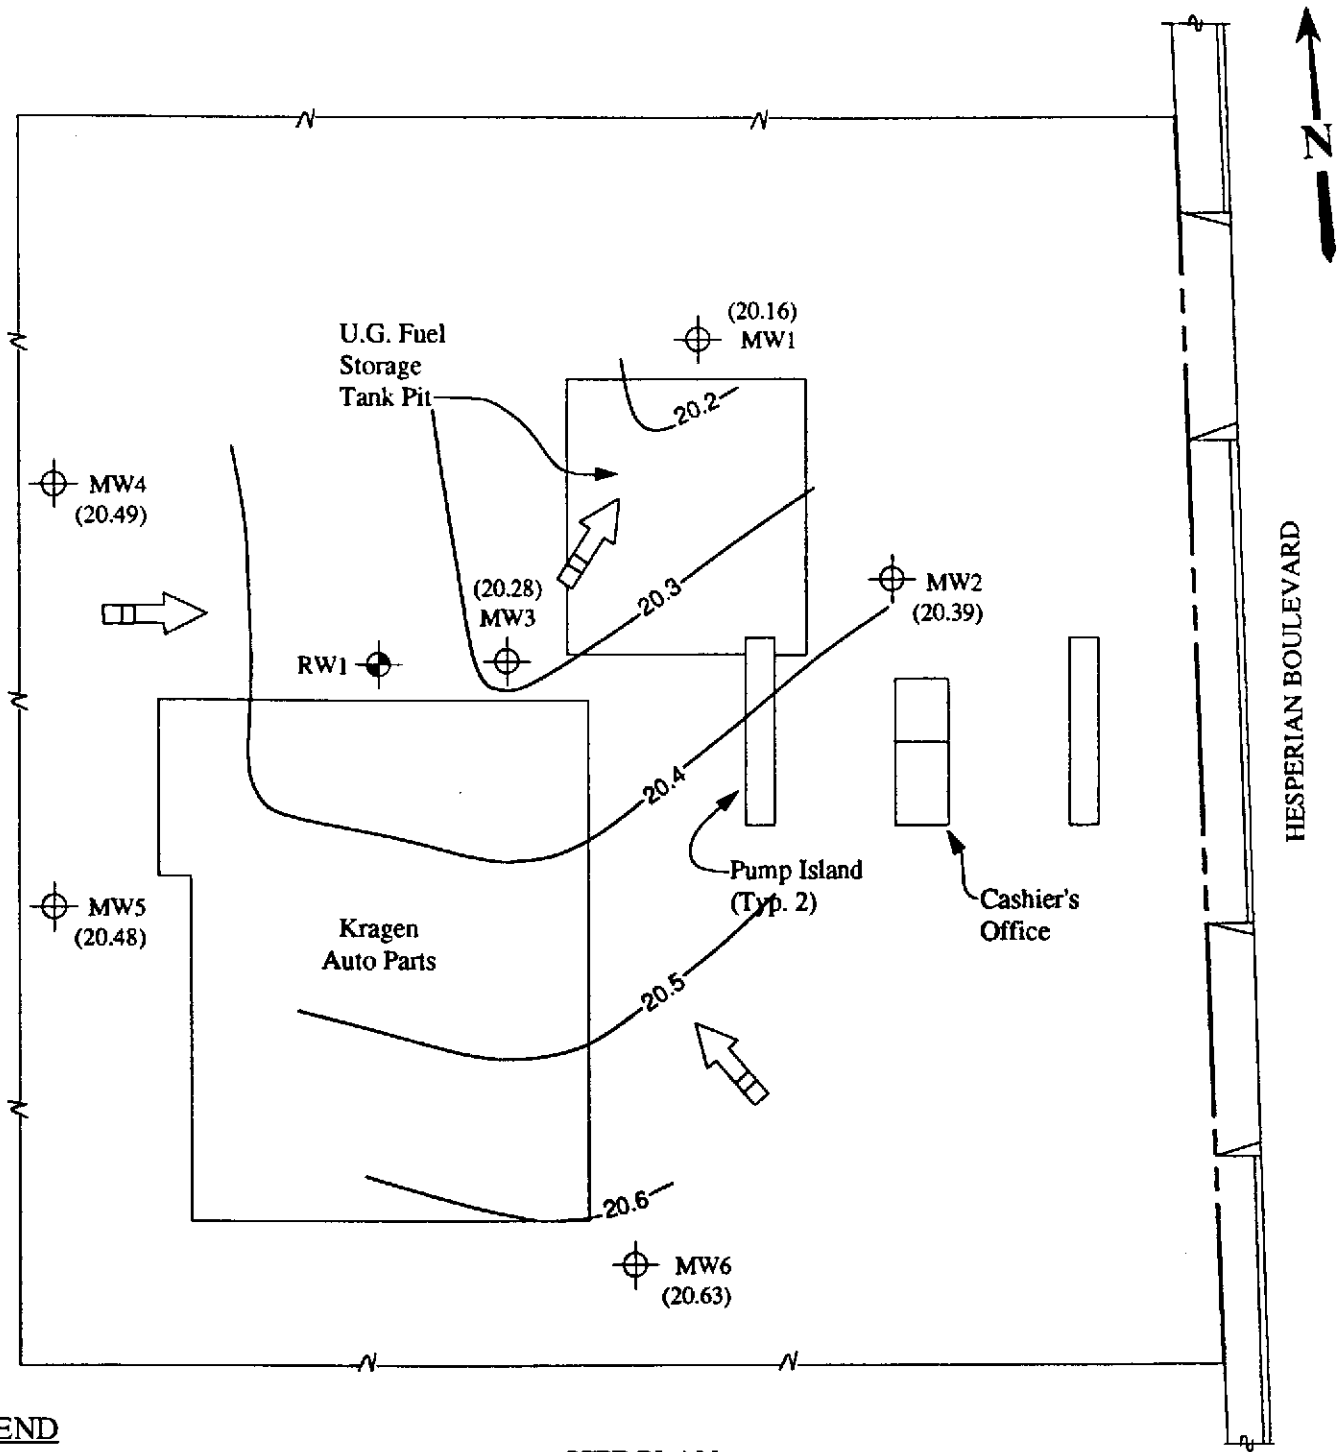 N
(20.16)
MW1
U.G. Fuel
Storage
Tank Pit
20.2
MW4
(20.49)
MW2
(20.39)
(20.28)
MW3
20.3
RW1
HESPERIAN BOULEVARD
20.4
Pump Island
(Typ. 2)
Cashier's
Office
MW5
(20.48)
Kragen
Auto Parts
20.5
20.6
MW6
(20.63)
END